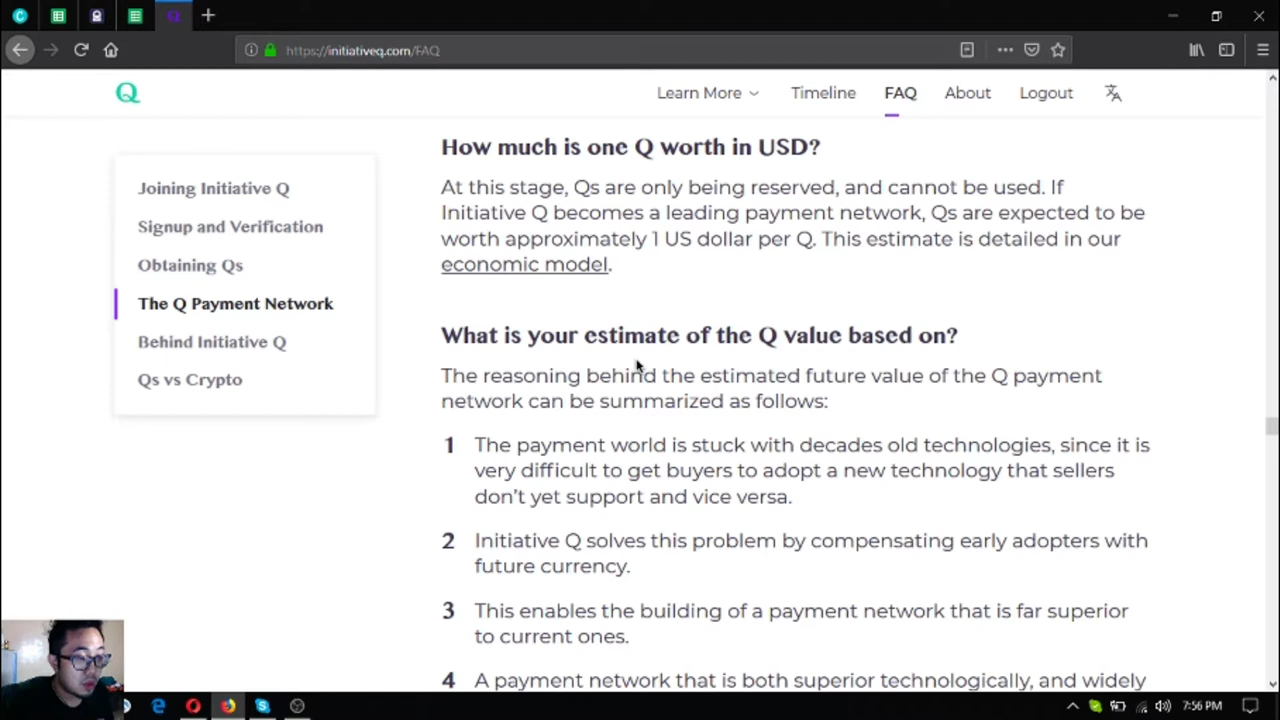 Q
https://initiativeq.com/FAQ
Q
Learn More
Timeline
FAQ
About
Logout
Joining Initiative Q
Signup and Verification
Obtaining Qs
The Q Payment Network
Behind Initiative Q
Qs vs Crypto
How much is one Q worth in USD?
At this stage, Qs are only being reserved, and cannot be used. If
Initiative Q becomes a leading payment network, Qs are expected to be
worth approximately 1 US dollar per Q. This estimate is detailed in our
economic model.
What is your estimate of the Q value based on?
The reasoning behind the estimated future value of the Q payment
network can be summarized as follows:
1 The payment world is stuck with decades old technologies, since it is
very difficult to get buyers to adopt a new technology that sellers
don't yet support and vice versa.
2 Initiative Q solves this problem by compensating early adopters with
future currency.
3 This enables the building of a payment network that is far superior
to current ones.
4 A payment network that is both superior technologically, and widely
7:56 PM